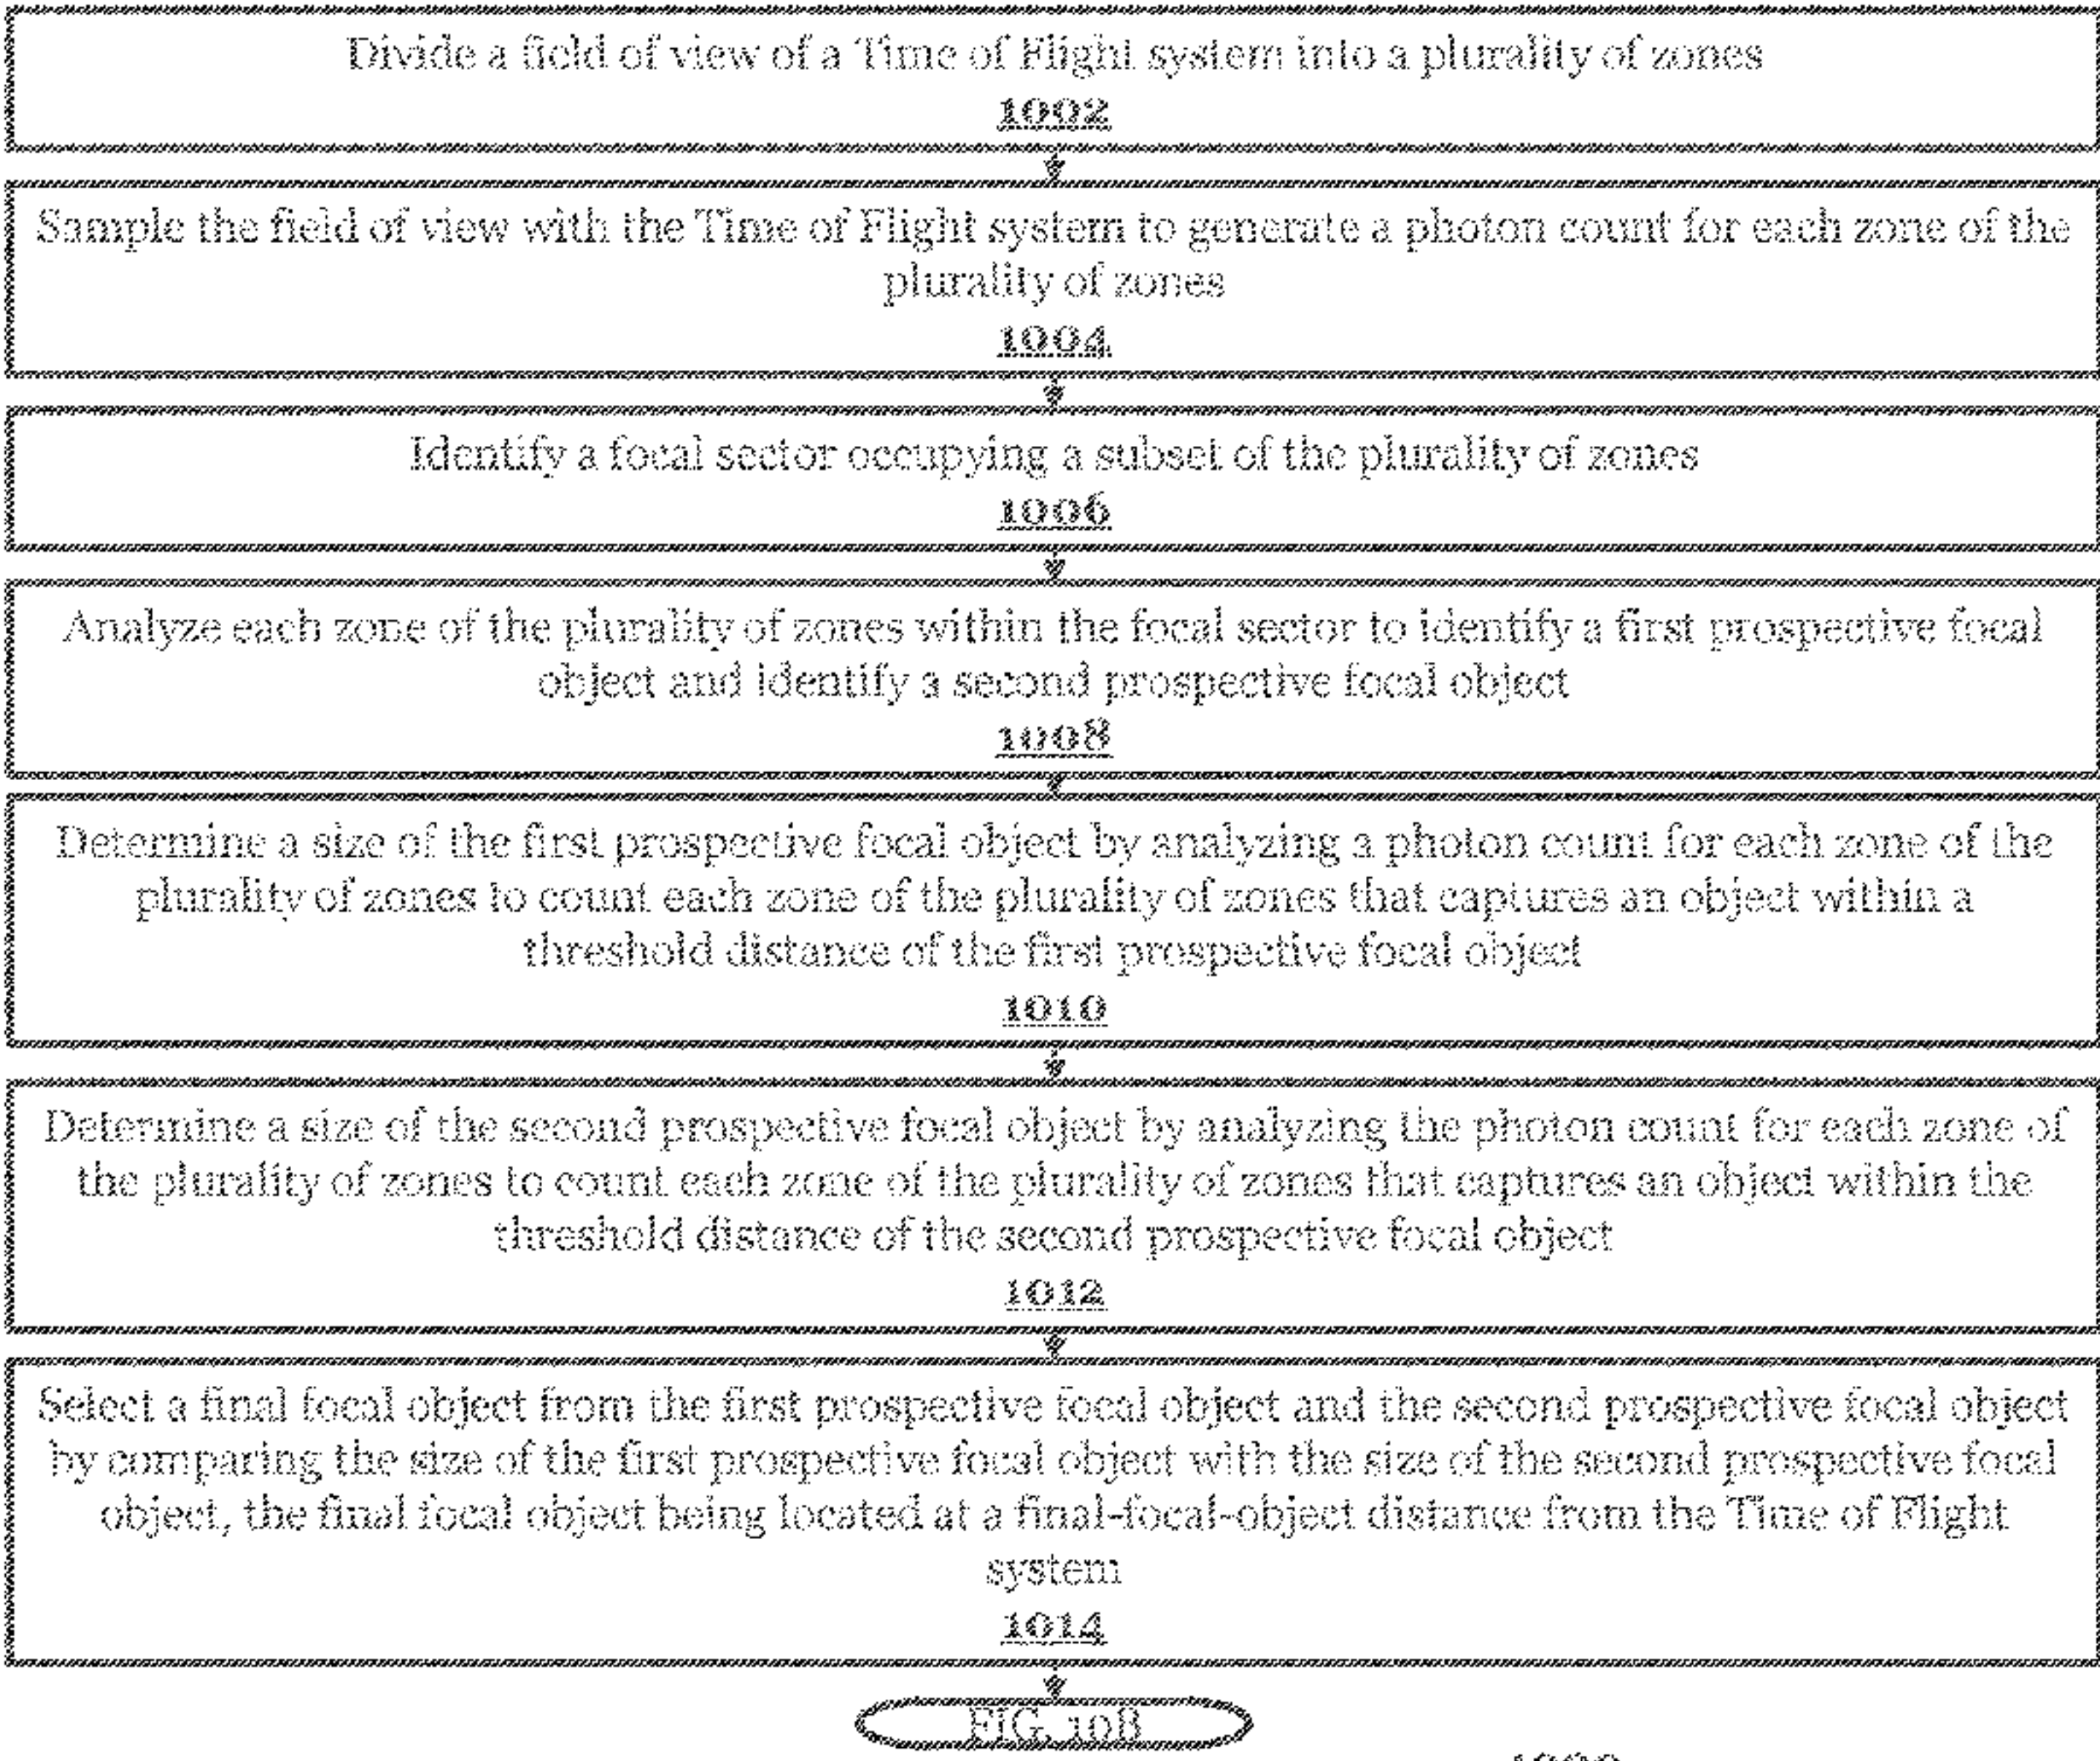 Divide a field of view of a Time of Flight system into a plurality of zones
1002
Sample the field of view with the Time of Flight system to generate a photon count for each zone of the
plurality of zones
1004
Identify a focal sector occupying a subset of the plurality of zones
1006
Analyze each zone of the plurality of zones within the focal sector to identify a first prospective focal
object and identify a second prospective focal object
1008
Determine a size of the first prospective focal object by analyzing a photon count for each zone of the
plurality of zones to count each zone of the plurality of zones that captures an object within a
threshold distance of the first prospective focal object
1010
Determine a size of the second prospective focal object by analyzing the photon count for each zone of
the plurality of zones to count each zone of the plurality of zones that captures an object within the
threshold distance of the second prospective focal object
1012
Select a final focal object from the first prospective focal object and the second prospective focal object
by comparing the size of the first prospective focal object with the size of the second prospective focal
object, the final focal object being located at a final-focal-object distance from the Time of Flight
system
1014
FIG. 10B